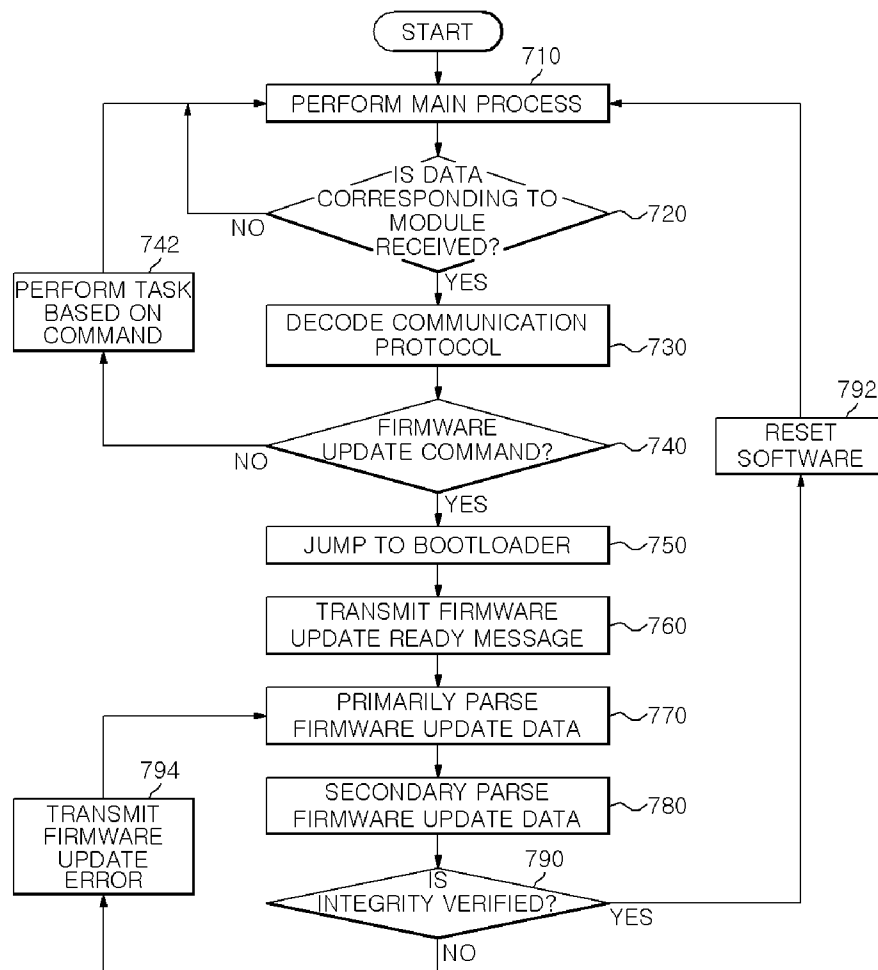 START
710
PERFORM MAIN PROCESS
IS DATA
CORRESPONDING TO
MODULE
RECEIVED?
720
NO
YES
742
PERFORM TASK
BASED ON
COMMAND
DECODE COMMUNICATION
PROTOCOL
730
FIRMWARE
UPDATE COMMAND?
740
NO
YES
792
RESET
SOFTWARE
JUMP TO BOOTLOADER
750
TRANSMIT FIRMWARE
UPDATE READY MESSAGE
760
PRIMARILY PARSE
FIRMWARE UPDATE DATA
770
794
TRANSMIT
FIRMWARE
UPDATE
ERROR
SECONDARY PARSE
FIRMWARE UPDATE DATA
780
790
IS
INTEGRITY VERIFIED?
YES
NO